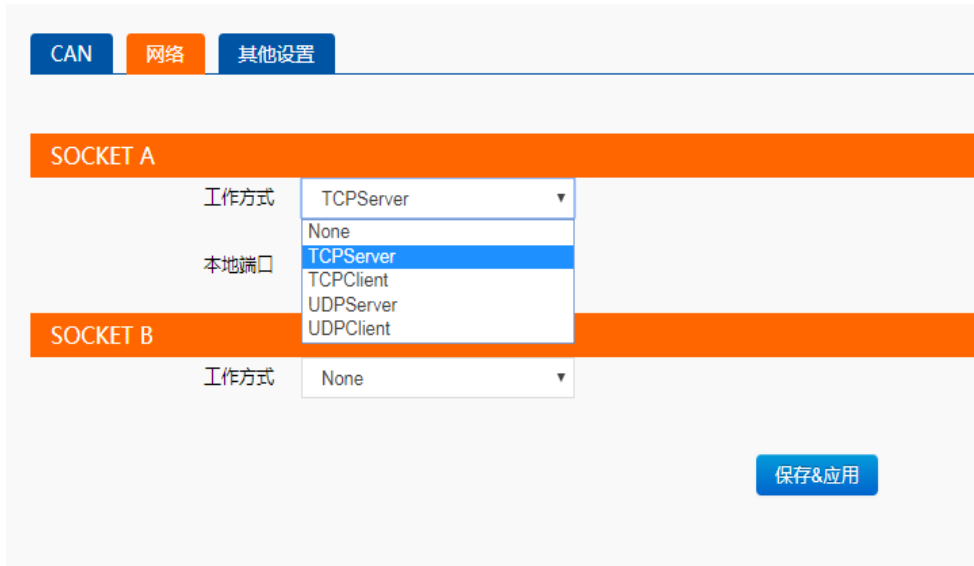 CAN 网络 其他设置
SOCKET A
工作方式 TCPServer ▼
None
TCPServer
本地端口
TCPClient
UDPServer
UDPClient
SOCKET B
工作方式 None ▼
保存&应用